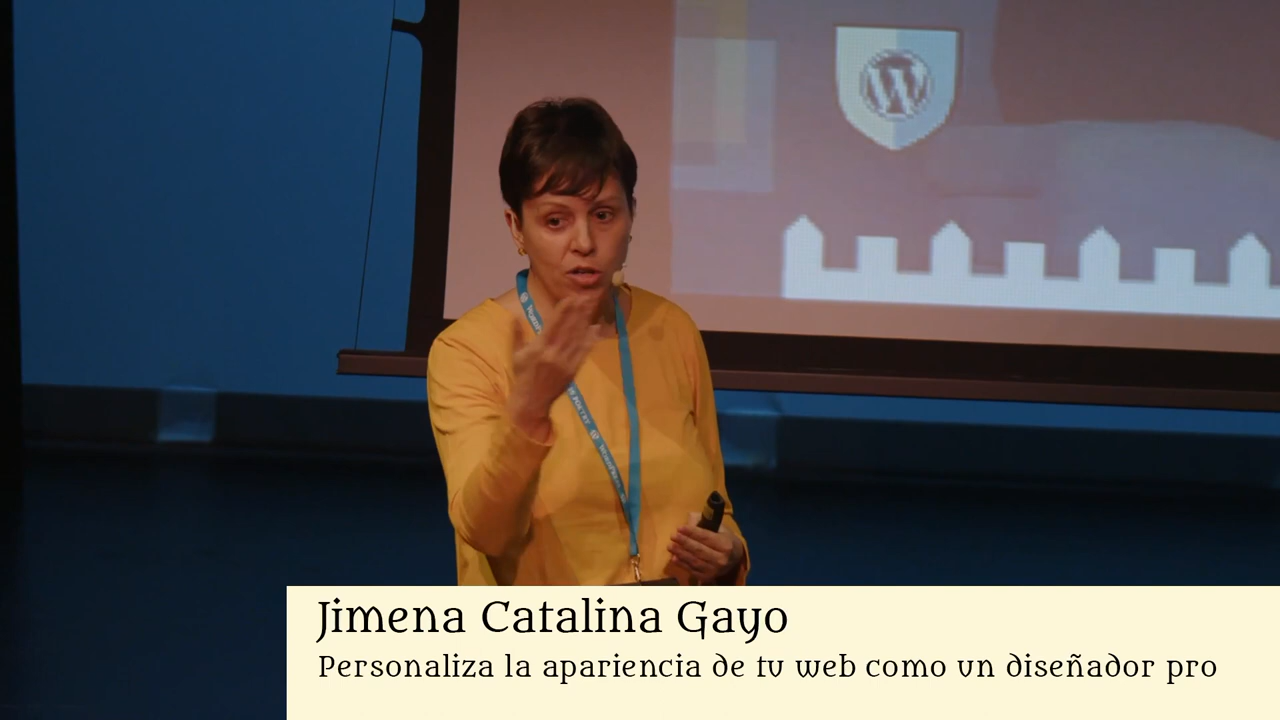 W
Jimena Catalina Gayo
Personaliza la apariencia de tu web como un diseñador pro